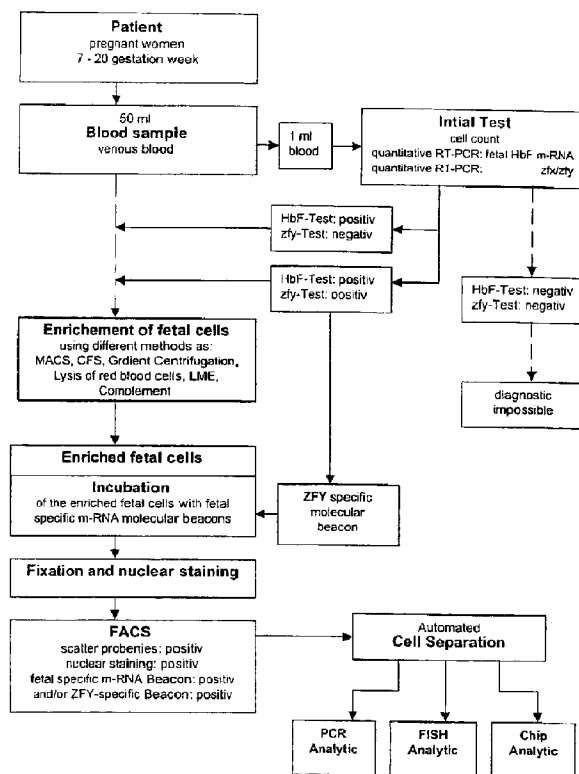 Patient
pregnant women
7 - 20 gestation week
50 ml
Blood sample
venous blood
1 ml
blood
Intial Test
cell count
quantitative RT-PCR: fetal HbF m-RNA
quantitative RT-PCR: zfx/zfy
HbF-Test: positiv
zfy-Test: negativ
HbF-Test: positiv
zfy-Test: positiv
HbF-Test: negativ
zfy-Test: negativ
diagnostic
impossible
Enrichement of fetal cells
using different methods as:
MACS, CFS, Grdient Centrifugation,
Lysis of red blood cells, LME,
Complement
Enriched fetal cells
Incubation
of the enriched fetal cells with fetal
specific m-RNA molecular beacons
ZFY specific
molecular
beacon
Fixation and nuclear staining
FACS
scatter probenies: positiv
nuclear staining: positiv
fetal specific m-RNA Beacon: positiv
and/or ZFY-specific Beacon: positiv
Automated
Cell Separation
PCR
Analytic
FISH
Analytic
Chip
Analytic